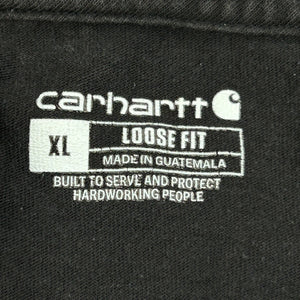 carhartt
XL
LOOSE FIT
MADE IN GUATEMALA
BUILT TO SERVE AND PROTECT
HARDWORKING PEOPLE